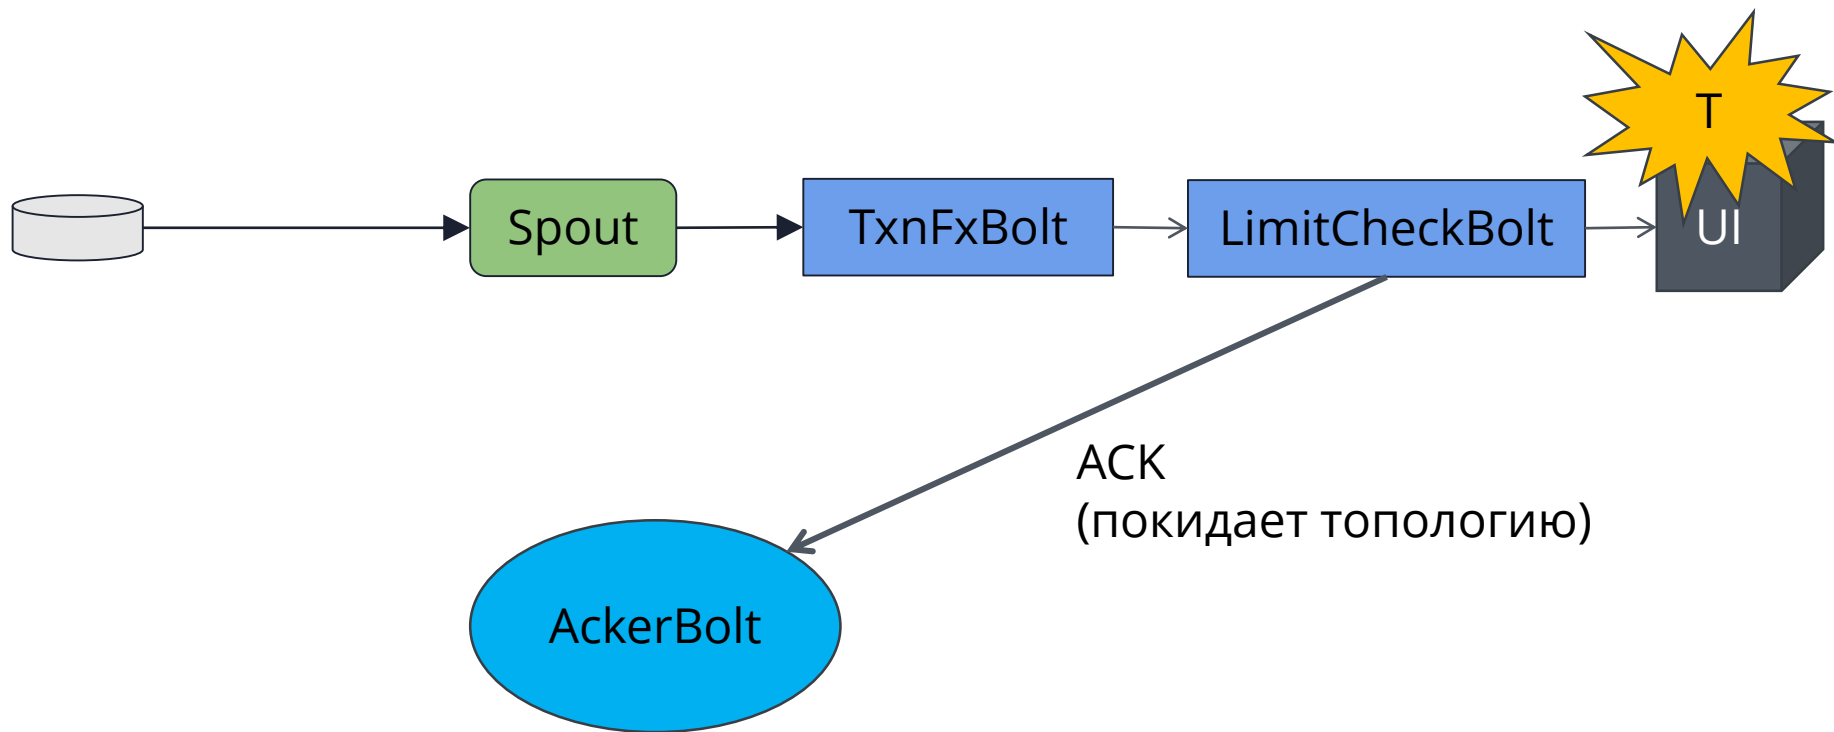 T
Spout
TxnFxBolt
LimitCheckBolt
UI
ACK
(покидает топологию)
AckerBolt